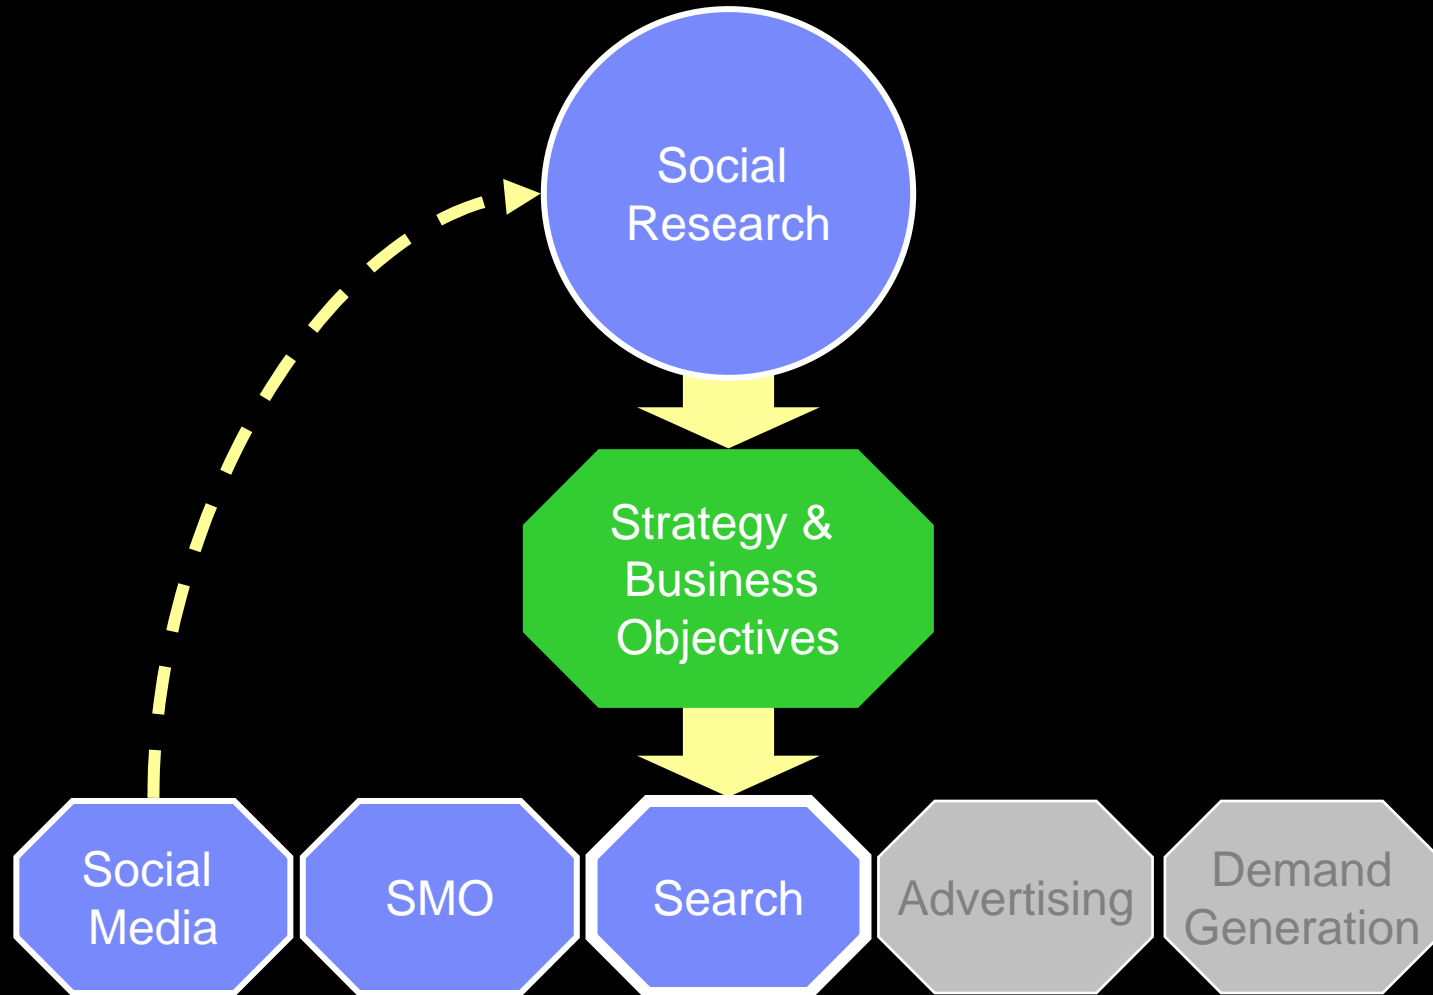 Social
Research
Strategy &
Business
Objectives
Social
Media
SMO
Search
Advertising
Demand
Generation